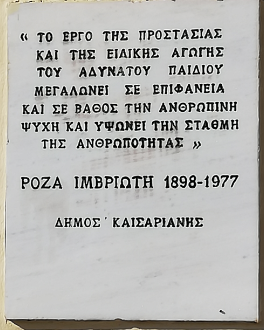 « ΤΟ ΕΡΓΟ ΤΗΣ ΠΡΟΣΤΑΣΙΑΣ
ΚΑΙ ΤΗΣ ΕΙΔΙΚΗΣ ΑΓΩΓΗΣ
ΤΟΥ ΑΔΥΝΑΤΟΥ ΠΑΙΔΙΟΥ
ΜΕΓΑΛΩΝΕΙ ΣΕ ΕΠΙΦΑΝΕΙΑ
ΚΑΙ ΣΕ ΒΑΘΟΣ ΤΗΝ ΑΝΘΡΩΠΙΝΗ
ΨΥΧΗ ΚΑΙ ΥΨΩΝΕΙ ΤΗΝ ΣΤΑΘΜΗ
ΤΗΣ ΑΝΘΡΩΠΟΤΗΤΑΣ »
ΡΟΖΑ ΙΜΒΡΙΩΤΗ 1898-1977
ΔΗΜΟΣ ΚΑΙΣΑΡΙΑΝΗΣ